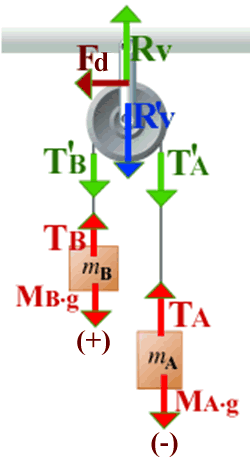 Rv
Fd
R'v
T'B T'A
TB
mB
MB·g
TA
(+)
mA
MA·g
(-)